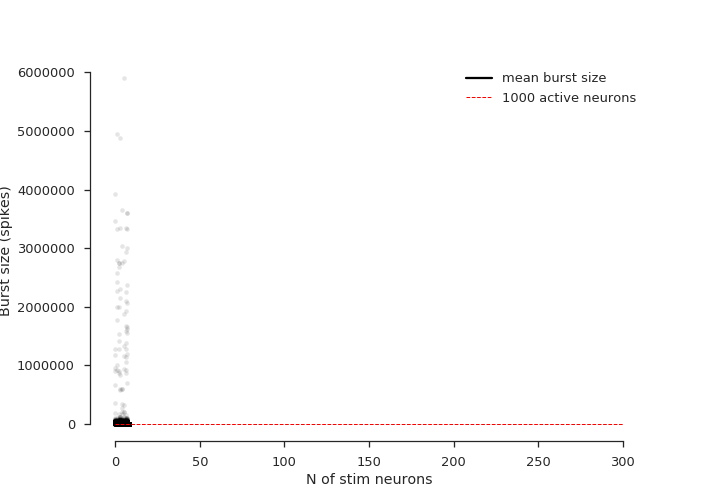 mean burst size
1000 active neurons
6000000
5000000
4000000
3000000
2000000
1000000
0
Burst size (spikes)
0 50 100 150 200 250 300
N of stim neurons